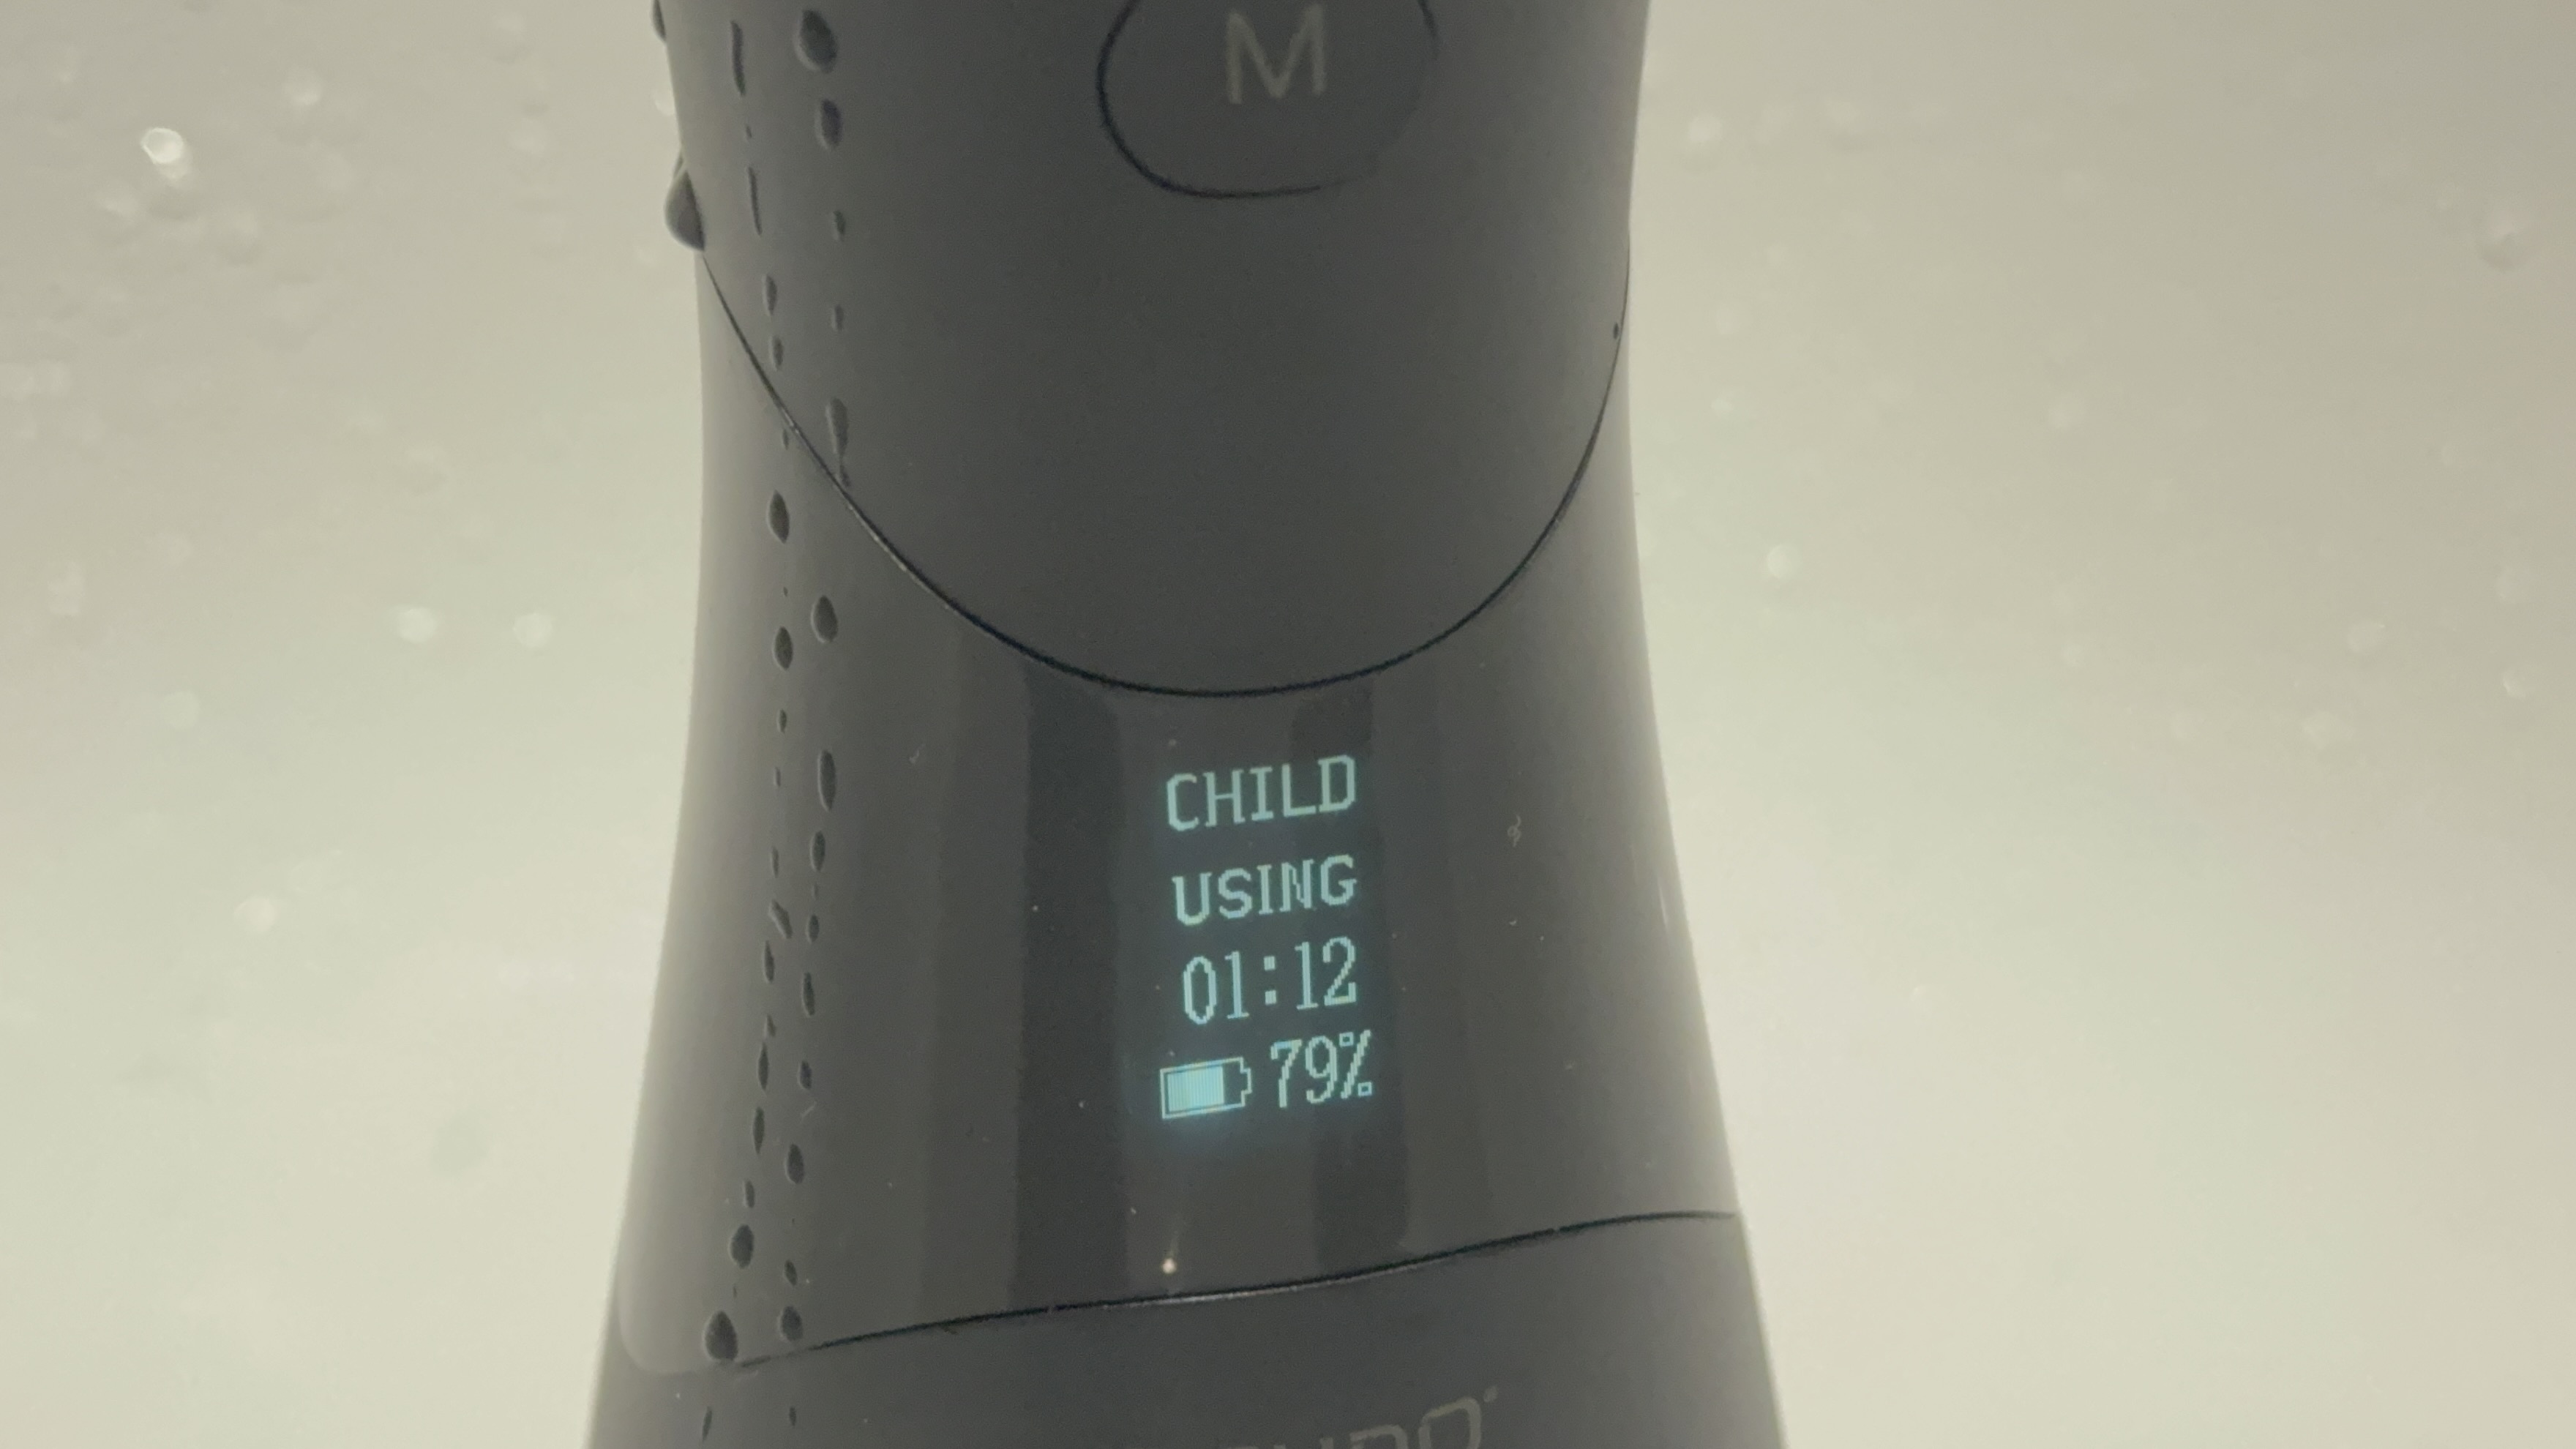 M
CHILD
USING
01:12
79%